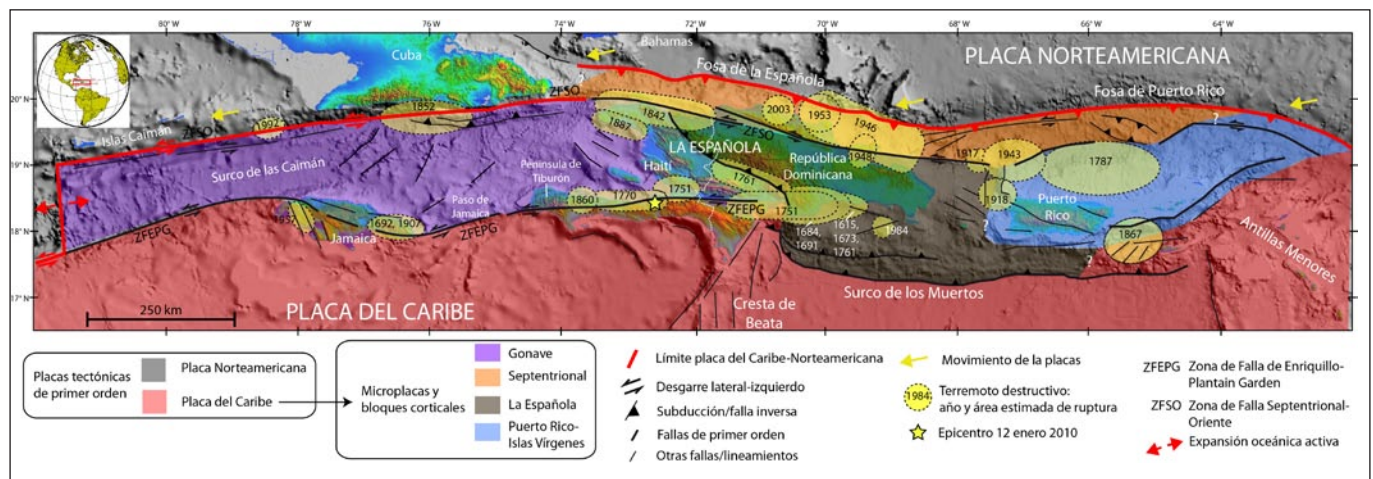 80° W
78° W
76° W
74° W
72° W
70° W
68° W
66° W
64° W
20° N
19° N
18° N
17° N
Cuba
Bahamas
PLACA NORTEAMERICANA
Fosa de la Española
Fosa de Puerto Rico
Islas Caimán
ZFSO
1992
1852
ZFSO
?
1842
1887
2003
1953
1946
ZFSO
1948
1917
1943
1787
?
LA ESPAÑOLA
República
Dominicana
Haití
Surco de las Caimán
Península de
Tiburón
1761
1751
1770
1860
Paso de
Jamaica
ZFEPG
1751
1918
Puerto
Rico
ZFEPG
1957
1692, 1907
Jamaica
ZFEPG
1684,
1691
1615,
1673,
1761
1984
?
1867
?
Antillas Menores
250 km
PLACA DEL CARIBE
Cresta de
Beata
Surco de los Muertos
Placas tectónicas
de primer orden
Placa Norteamericana
Placa del Caribe
Microplacas y
bloques corticales
Gonave
Septentrional
La Española
Puerto Rico-
Islas Vírgenes
Límite placa del Caribe-Norteamericana
Desgarre lateral-izquierdo
Subducción/falla inversa
Fallas de primer orden
Otras fallas/lineamientos
Movimiento de la placas
1984
Terremoto destructivo:
año y área estimada de ruptura
Epicentro 12 enero 2010
ZFEPG Zona de Falla de Enriquillo-
Plantain Garden
ZFSO Zona de Falla Septentrional-
Oriente
Expansión oceánica activa